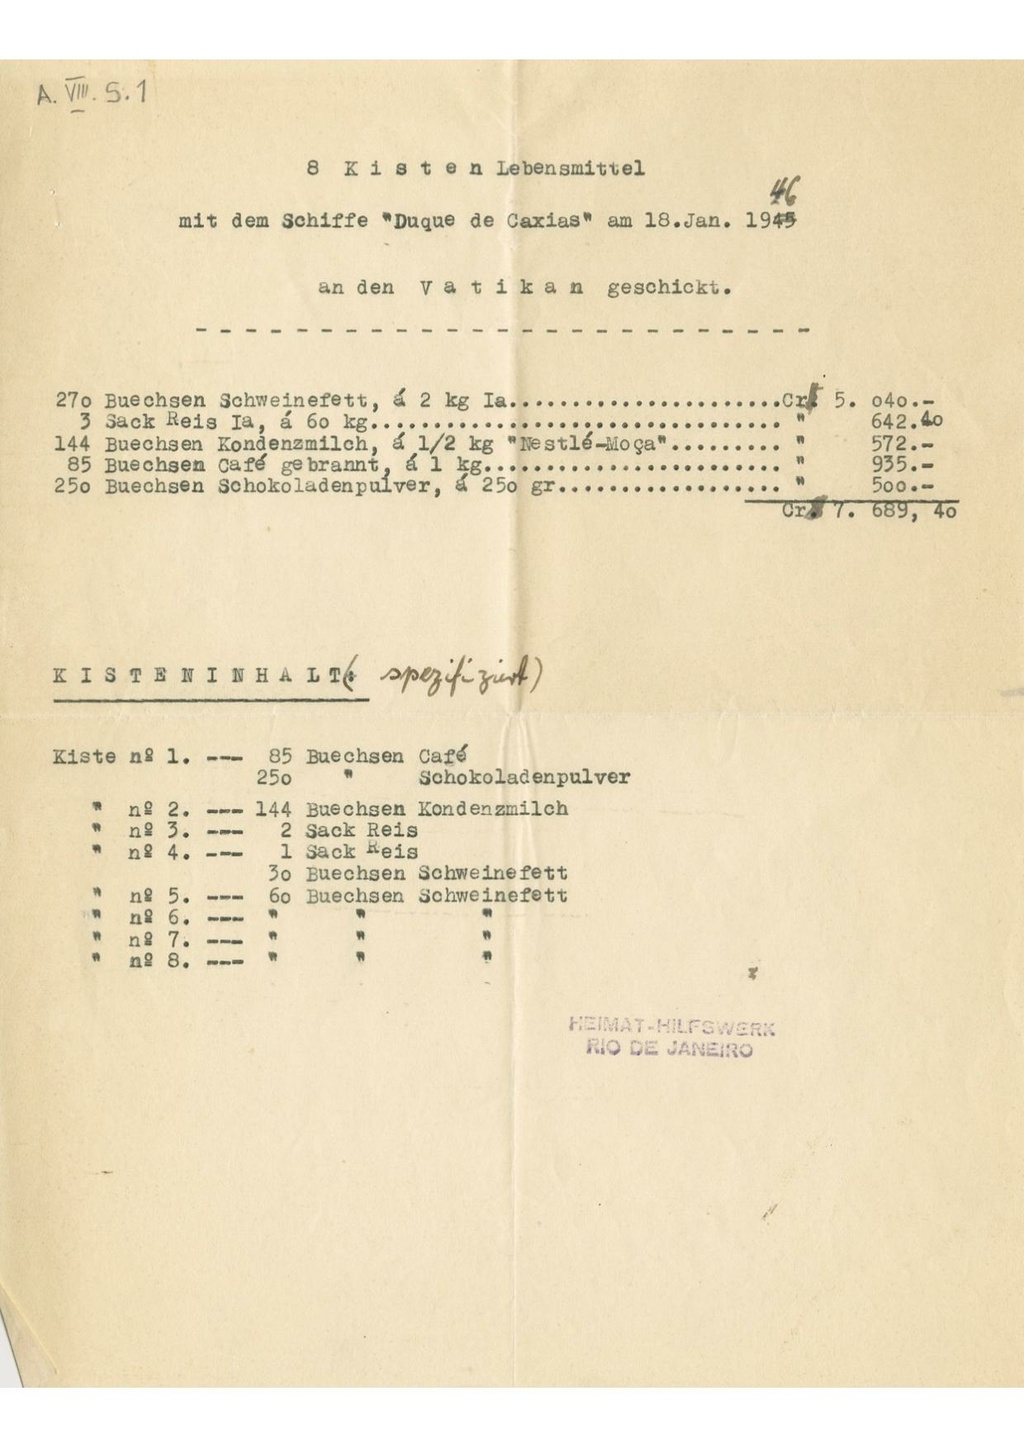 A. VIII. S. 1
8 K i s t e n Lebensmittel
46
mit dem Schiffe "Duque de Caxias" am 18.Jan. 1945
an den V a t i k a n geschickt.
- - - - - - - - - - - - - - - - - - - - - - - - -
27o Buechsen Schweinefett, á 2 kg Ia.......................Cr$ 5. o4o.-
3 Sack Reis Ia, á 6o kg................................... " 642.4o
144 Buechsen Kondenzmilch, á 1/2 kg "Nestlé-Moça"......... " 572.-
85 Buechsen Café gebrannt, á 1 kg......................... " 935.-
25o Buechsen Schokoladenpulver, á 25o gr................... " 5oo.-
Cr$ 7. 689, 4o
K I S T E N I N H A L T: (spezifiziert)
Kiste nº 1. --- 85 Buechsen Café
25o " Schokoladenpulver
" nº 2. --- 144 Buechsen Kondenzmilch
" nº 3. --- 2 Sack Reis
" nº 4. --- 1 Sack Reis
3o Buechsen Schweinefett
" nº 5. --- 6o Buechsen Schweinefett
" nº 6. --- " " "
" nº 7. --- " " "
" nº 8. --- " " "
HEIMAT-HILFSWERK
RIO DE JANEIRO